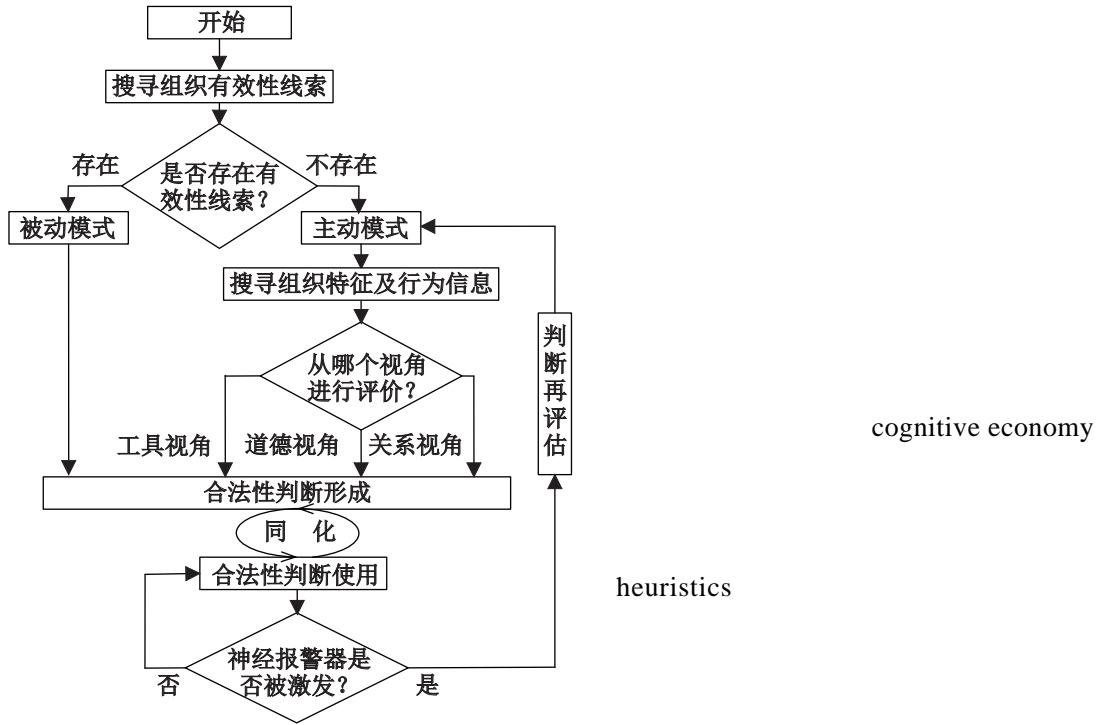 开始
搜寻组织有效性线索
存在
不存在
是否存在有
效性线索？
被动模式
主动模式
搜寻组织特征及行为信息
从哪个视角
进行评价？
判断再评估
工具视角
道德视角
关系视角
cognitive economy
合法性判断形成
同 化
合法性判断使用
heuristics
神经报警器是
否被激发？
否
是